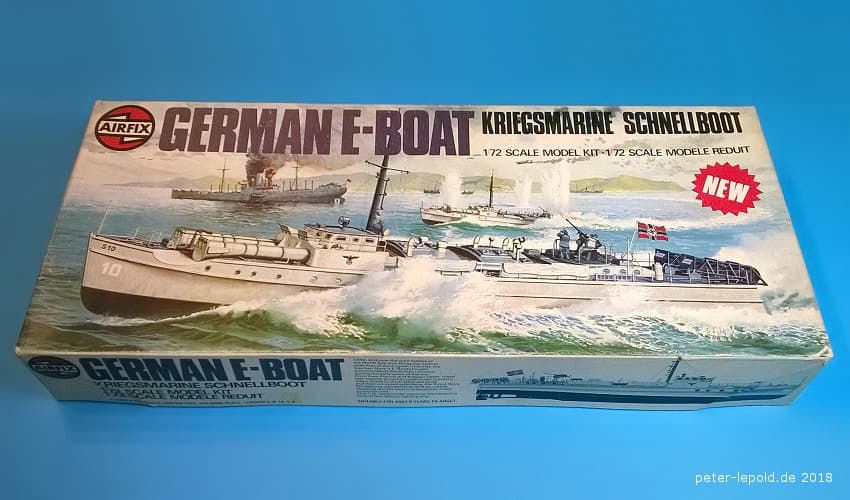 AIRFIX
GERMAN E-BOAT
KRIEGSMARINE SCHNELLBOOT
1/72 SCALE MODEL KIT·1/72 SCALE MODELE REDUIT
NEW
S10
10
AIRFIX
GERMAN E-BOAT
KRIEGSMARINE SCHNELLBOOT
1/72 SCALE MODEL KIT
1/72 SCALE MODELE REDUIT
peter-lepold.de 2018